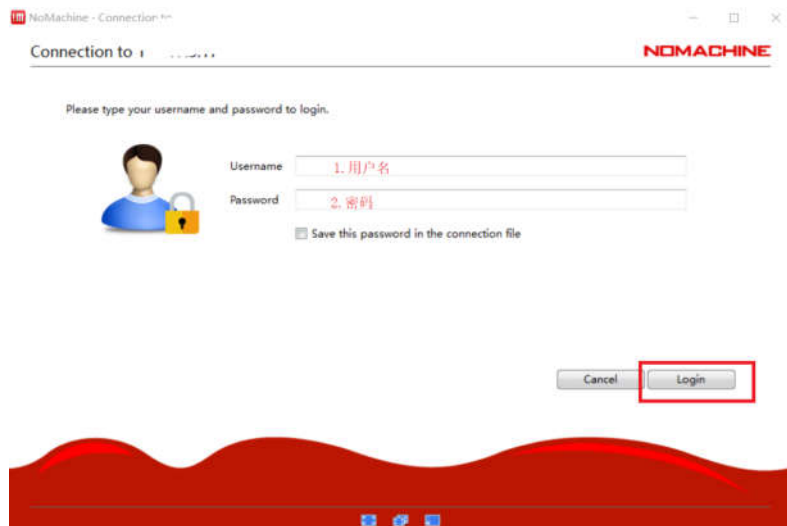 NoMachine - Connection
Connection to
NOMACHINE
Please type your username and password to login.
Username
1. 用户名
Password
2. 密码
Save this password in the connection file
Cancel
Login